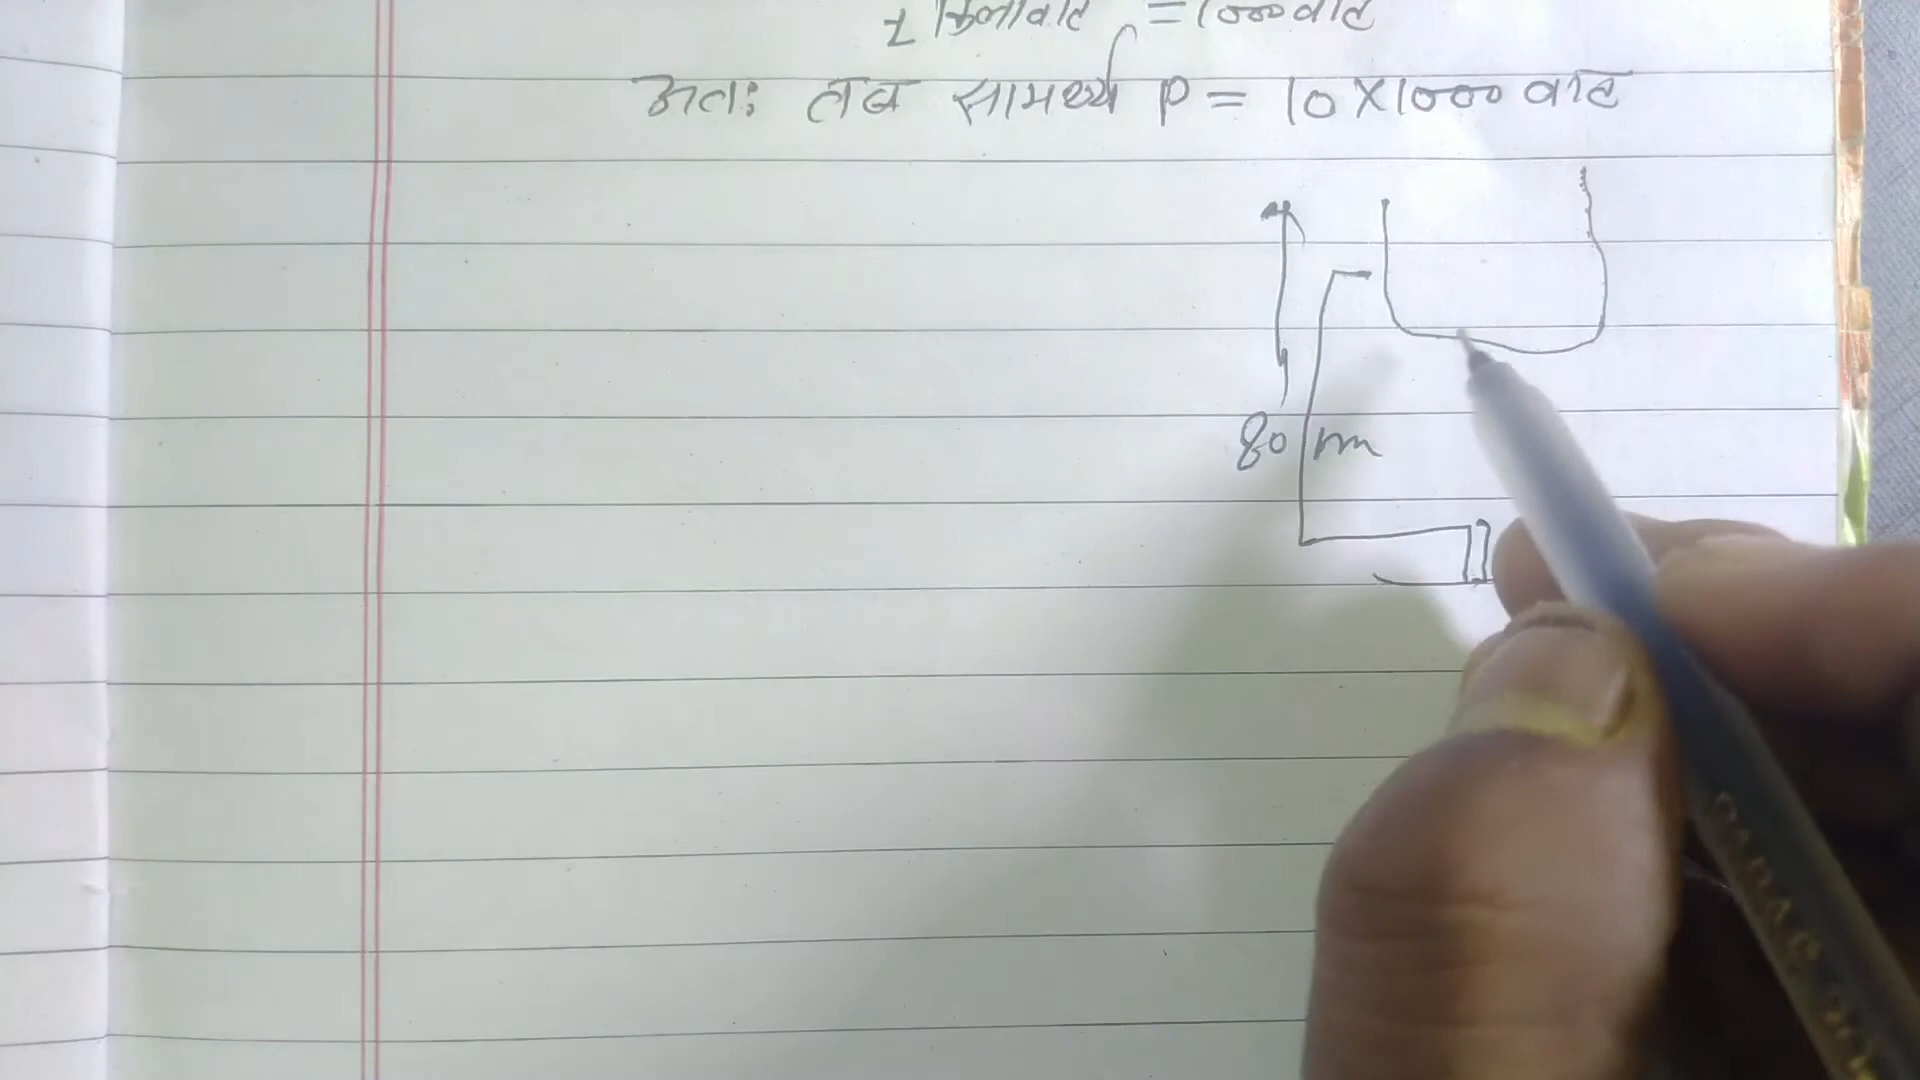 1 किलोवाट = 1000 वाट
अतः तब सामर्थ्य P = 10 X 1000 वाट
80 m